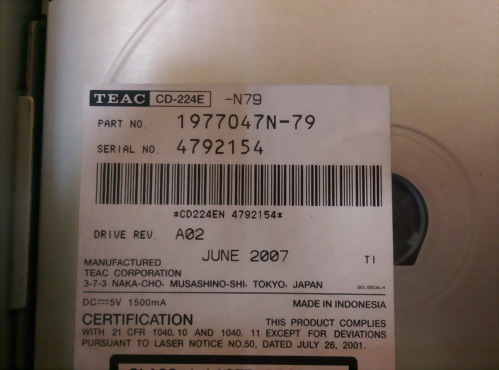 TEAC CD-224E -N79
PART NO. 1977047N-79
SERIAL NO. 4792154
*CD224EN 4792154*
DRIVE REV. A02
JUNE 2007 TI
MANUFACTURED
TEAC CORPORATION
3-7-3 NAKA-CHO, MUSASHINO-SHI, TOKYO, JAPAN
DC⎓5V 1500mA MADE IN INDONESIA
CERTIFICATION THIS PRODUCT COMPLIES
WITH 21 CFR 1040.10 AND 1040.11 EXCEPT FOR DEVIATIONS
PURSUANT TO LASER NOTICE NO.50, DATED JULY 26, 2001.